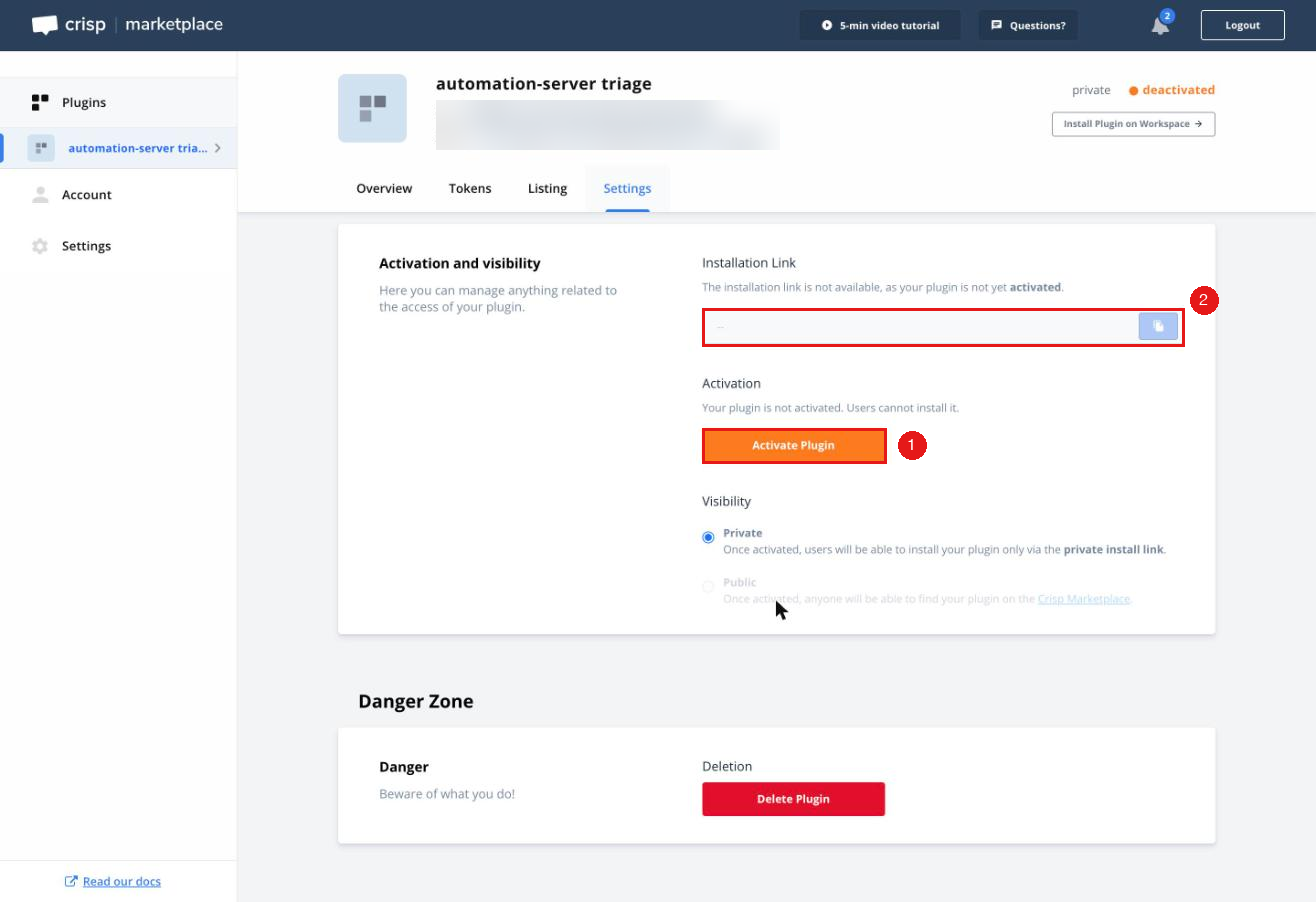 crisp | marketplace
5-min video tutorial
Questions?
2
Logout
Plugins
automation-server tria...
Account
Settings
Read our docs
automation-server triage
private
deactivated
Install Plugin on Workspace →
Overview
Tokens
Listing
Settings
Activation and visibility
Here you can manage anything related to
the access of your plugin.
Installation Link
The installation link is not available, as your plugin is not yet activated.
2
--
Activation
Your plugin is not activated. Users cannot install it.
Activate Plugin
1
Visibility
Private
Once activated, users will be able to install your plugin only via the private install link.
Public
Once activated, anyone will be able to find your plugin on the Crisp Marketplace.
Danger Zone
Danger
Beware of what you do!
Deletion
Delete Plugin